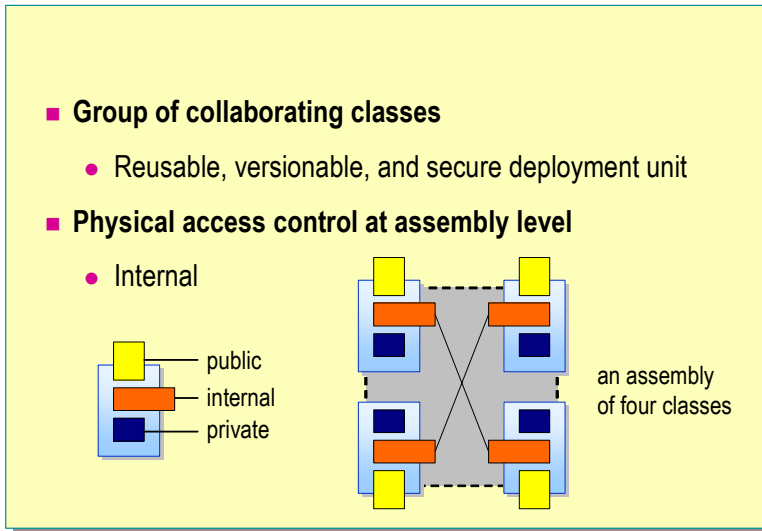 Group of collaborating classes
Reusable, versionable, and secure deployment unit
Physical access control at assembly level
Internal
public
internal
private
an assembly
of four classes